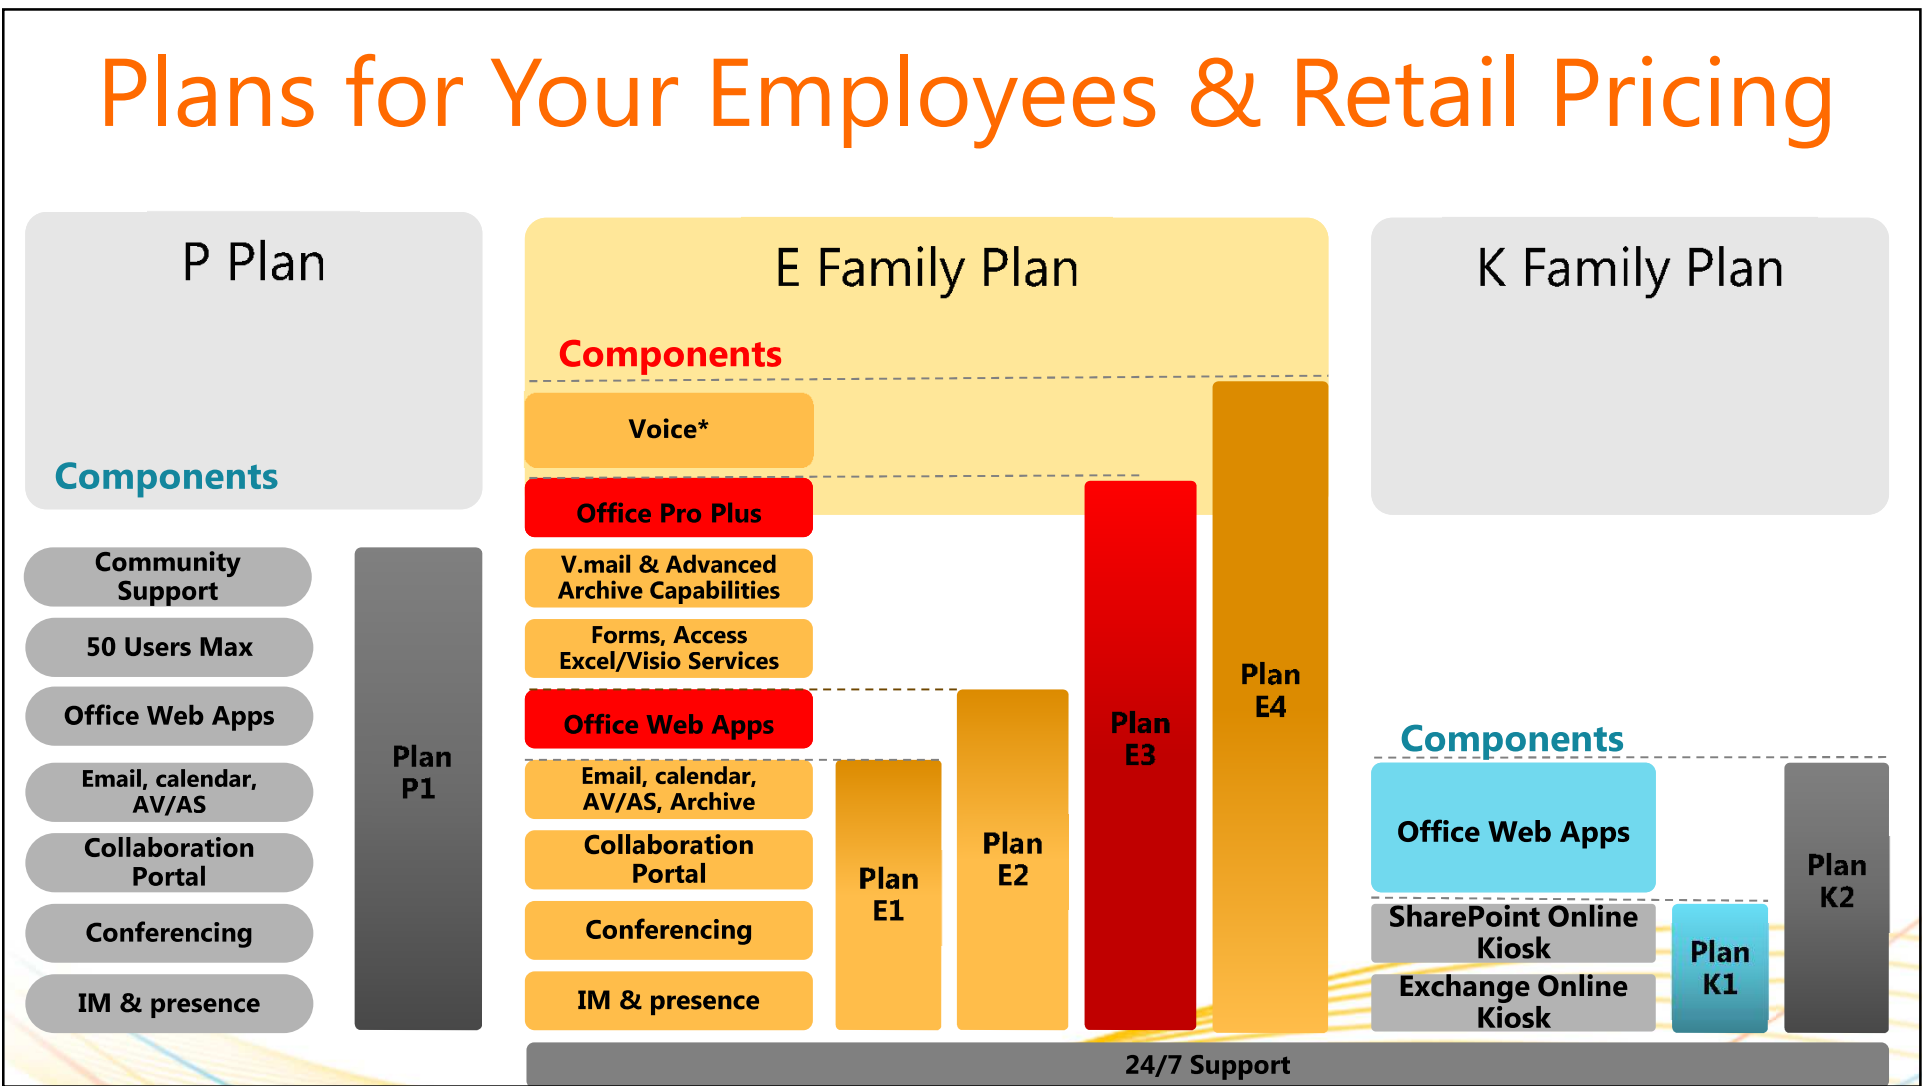 Plans for Your Employees & Retail Pricing
P Plan
Components
Community
Support
50 Users Max
Office Web Apps
Email, calendar,
AV/AS
Collaboration
Portal
Conferencing
IM & presence
Plan
P1
E Family Plan
Components
Voice*
Office Pro Plus
V.mail & Advanced
Archive Capabilities
Forms, Access
Excel/Visio Services
Office Web Apps
Email, calendar,
AV/AS, Archive
Collaboration
Portal
Conferencing
IM & presence
Plan
E1
Plan
E2
Plan
E3
Plan
E4
K Family Plan
Components
Office Web Apps
SharePoint Online
Kiosk
Exchange Online
Kiosk
Plan
K1
Plan
K2
24/7 Support